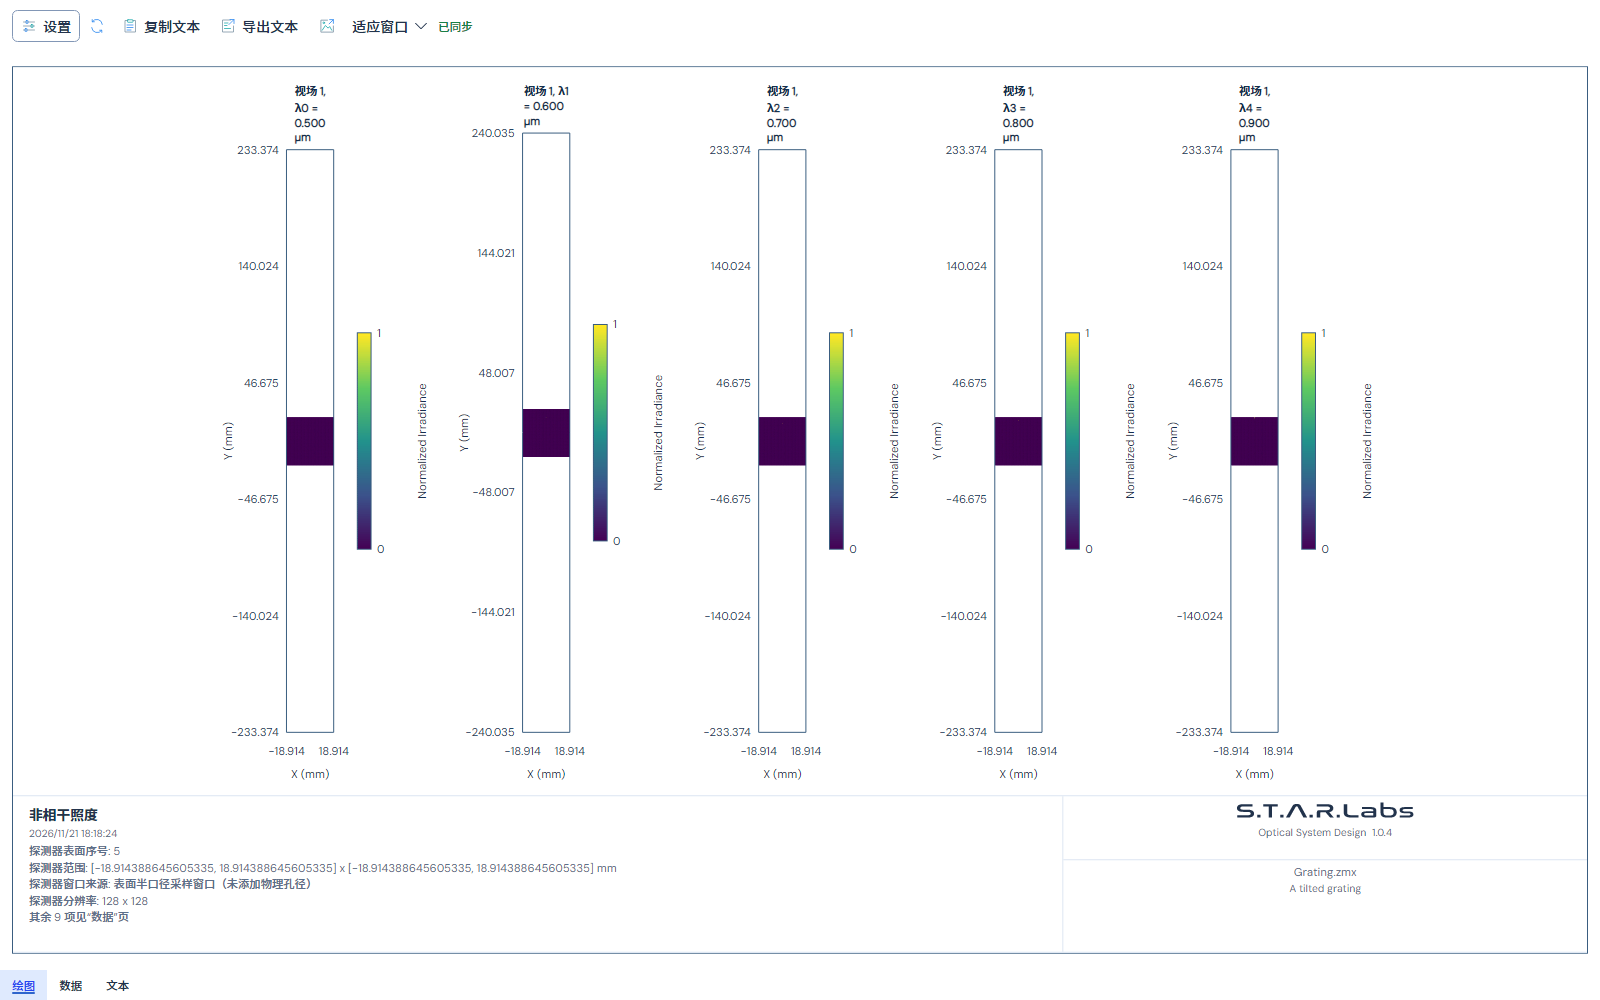 设置
复制文本
导出文本
适应窗口
已同步
视场 1,
λ0 =
0.500
µm
233.374
140.024
46.675
-46.675
-140.024
-233.374
Y (mm)
-18.914
18.914
X (mm)
1
0
Normalized Irradiance
视场 1, λ1
= 0.600
µm
240.035
144.021
48.007
-48.007
-144.021
-240.035
Y (mm)
-18.914
18.914
X (mm)
1
0
Normalized Irradiance
视场 1,
λ2 =
0.700
µm
233.374
140.024
46.675
-46.675
-140.024
-233.374
Y (mm)
-18.914
18.914
X (mm)
1
0
Normalized Irradiance
视场 1,
λ3 =
0.800
µm
233.374
140.024
46.675
-46.675
-140.024
-233.374
Y (mm)
-18.914
18.914
X (mm)
1
0
Normalized Irradiance
视场 1,
λ4 =
0.900
µm
233.374
140.024
46.675
-46.675
-140.024
-233.374
Y (mm)
-18.914
18.914
X (mm)
1
0
Normalized Irradiance
非相干照度
2026/11/21 18:18:24
探测器表面序号: 5
探测器范围: [-18.914388645605335, 18.914388645605335] x [-18.914388645605335, 18.914388645605335] mm
探测器窗口来源: 表面半口径采样窗口（未添加物理孔径）
探测器分辨率: 128 x 128
其余 9 项见“数据”页
S.T.A.R.Labs
Optical System Design 1.0.4
Grating.zmx
A tilted grating
绘图
数据
文本